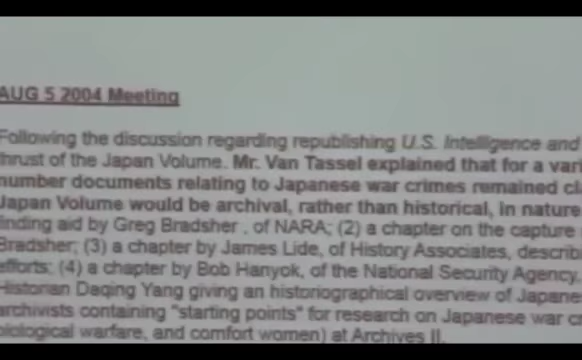 AUG 5 2004 Meeting
Following the discussion regarding republishing U.S. Intelligence and
thrust of the Japan Volume. Mr. Van Tassel explained that for a vari
number documents relating to Japanese war crimes remained cl
Japan Volume would be archival, rather than historical, in nature
finding aid by Greg Bradsher , of NARA; (2) a chapter on the capture
Bradsher; (3) a chapter by James Lide, of History Associates, describi
efforts; (4) a chapter by Bob Hanyok, of the National Security Agency,
Historian Daqing Yang giving an historiographical overview of Japane
archivists containing "starting points" for research on Japanese war cr
biological warfare, and comfort women) at Archives II.